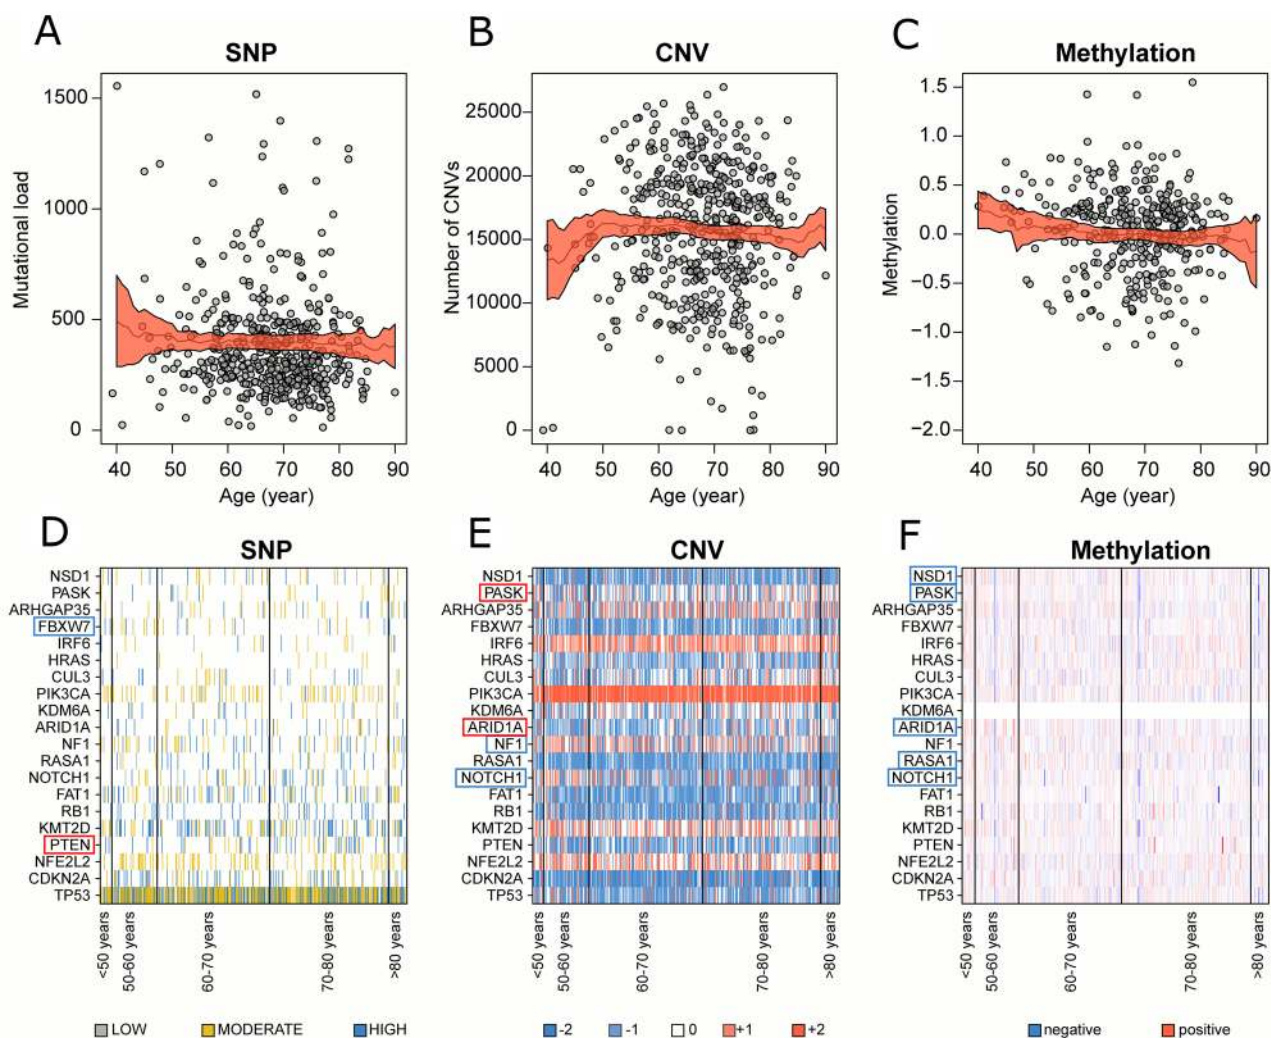 A
SNP
Mutational load
1500
1000
500
0
40 50 60 70 80 90
Age (year)
B
CNV
Number of CNVs
25000
20000
15000
10000
5000
0
40 50 60 70 80 90
Age (year)
C
Methylation
Methylation
1.5
1.0
0.5
0.0
−0.5
−1.0
−1.5
−2.0
40 50 60 70 80 90
Age (year)
D
SNP
NSD1
PASK
ARHGAP35
FBXW7
IRF6
HRAS
CUL3
PIK3CA
KDM6A
ARID1A
NF1
RASA1
NOTCH1
FAT1
RB1
KMT2D
PTEN
NFE2L2
CDKN2A
TP53
<50 years
50-60 years
60-70 years
70-80 years
>80 years
LOW MODERATE HIGH
E
CNV
NSD1
PASK
ARHGAP35
FBXW7
IRF6
HRAS
CUL3
PIK3CA
KDM6A
ARID1A
NF1
RASA1
NOTCH1
FAT1
RB1
KMT2D
PTEN
NFE2L2
CDKN2A
TP53
<50 years
50-60 years
60-70 years
70-80 years
>80 years
-2 -1 0 +1 +2
F
Methylation
NSD1
PASK
ARHGAP35
FBXW7
IRF6
HRAS
CUL3
PIK3CA
KDM6A
ARID1A
NF1
RASA1
NOTCH1
FAT1
RB1
KMT2D
PTEN
NFE2L2
CDKN2A
TP53
<50 years
50-60 years
60-70 years
70-80 years
>80 years
negative positive